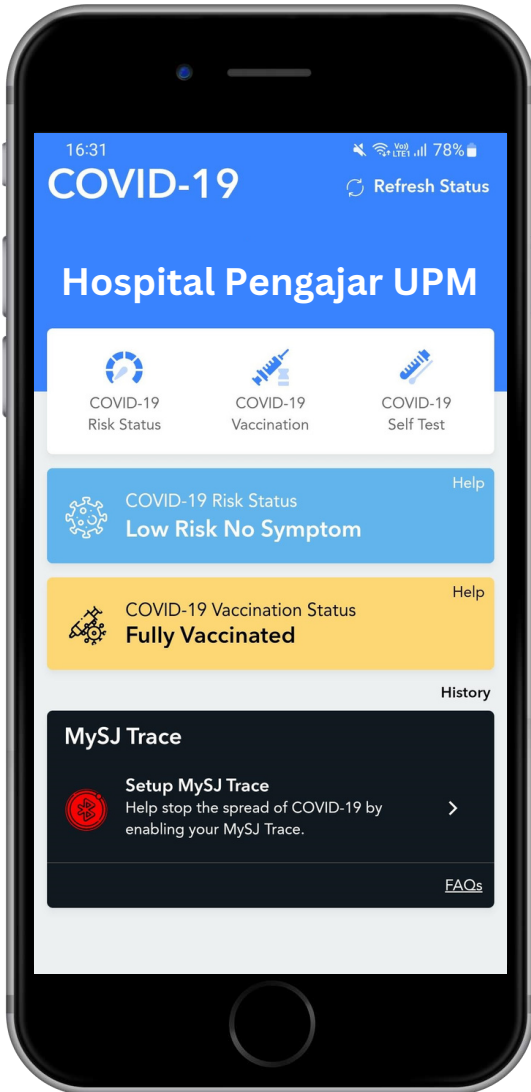 16:31
Vo))
LTE1
78%
COVID-19
Refresh Status
Hospital Pengajar UPM
COVID-19
Risk Status
COVID-19
Vaccination
COVID-19
Self Test
Help
COVID-19 Risk Status
Low Risk No Symptom
Help
COVID-19 Vaccination Status
Fully Vaccinated
History
MySJ Trace
Setup MySJ Trace
Help stop the spread of COVID-19 by
enabling your MySJ Trace.
FAQs